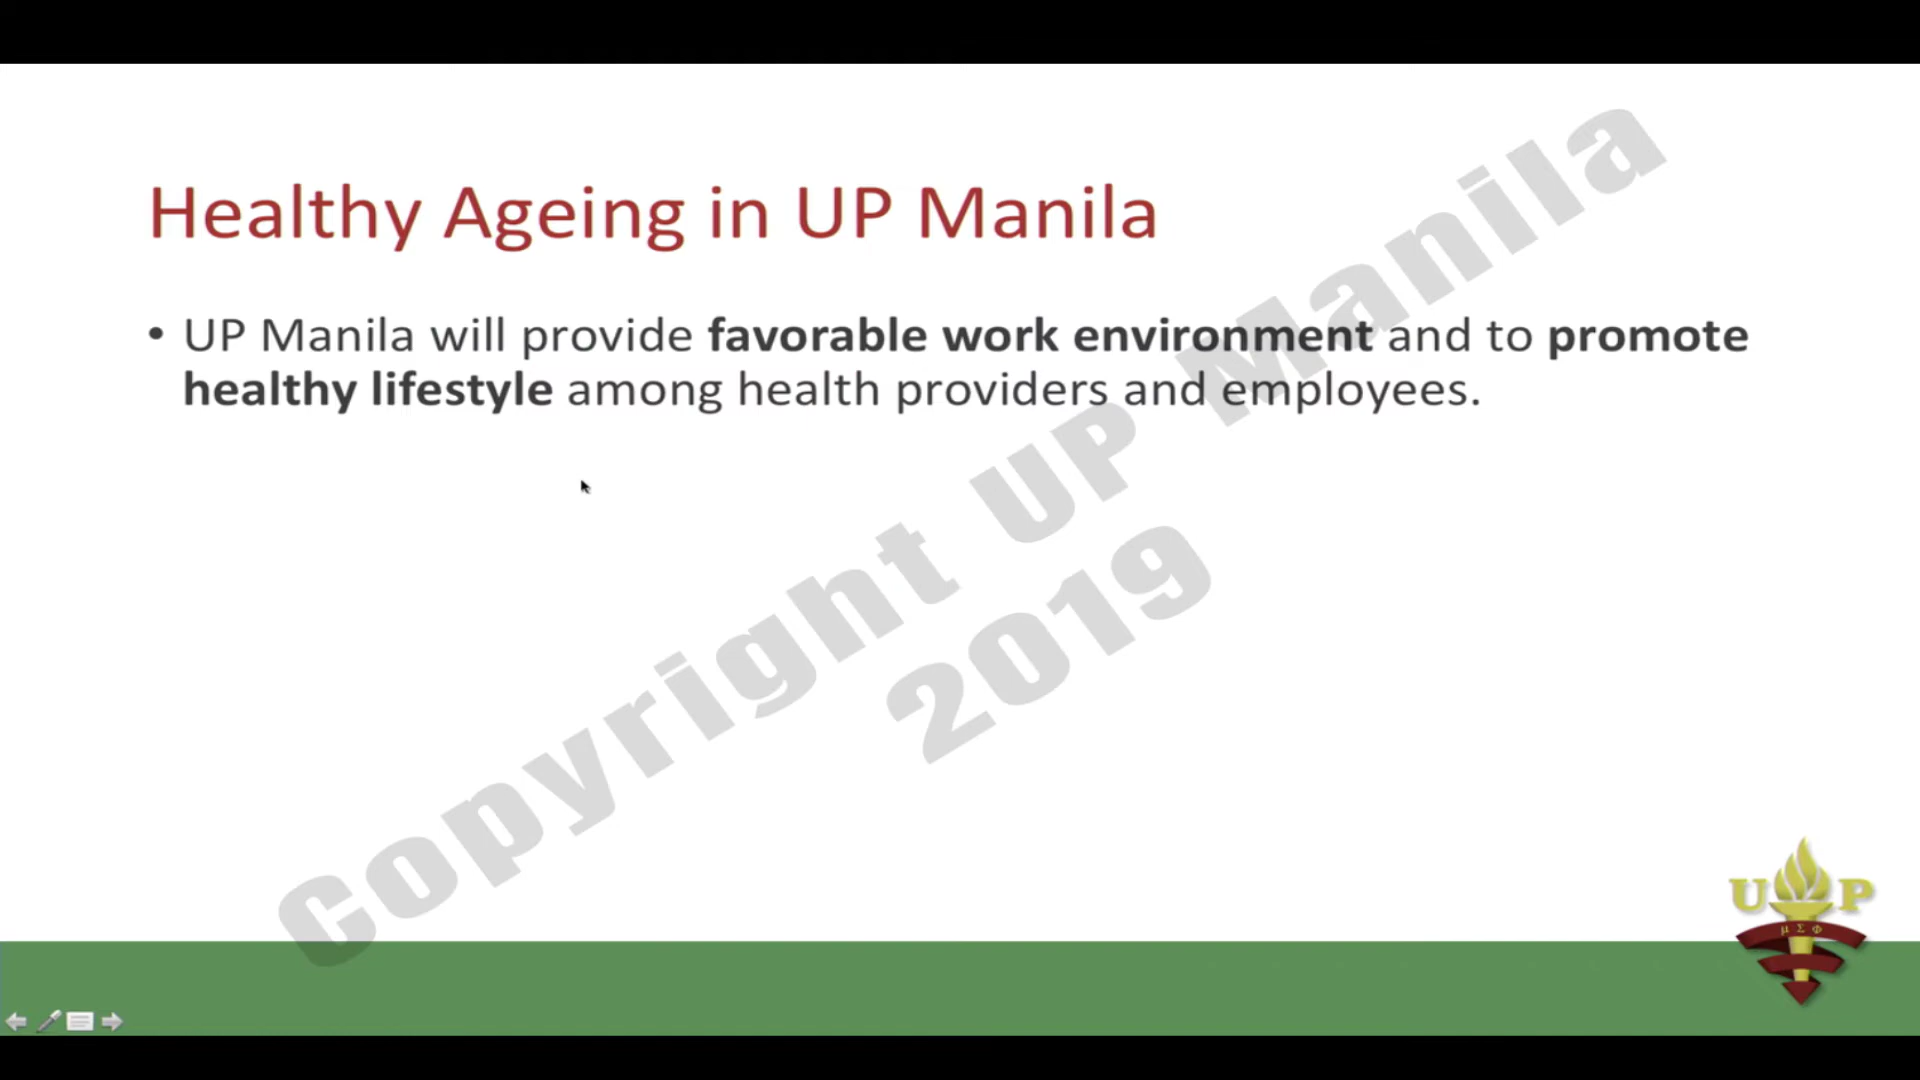 Healthy Ageing in UP Manila
• UP Manila will provide favorable work environment and to promote
healthy lifestyle among health providers and employees.
Copyright UP Manila
2019
U P
μ Σ Φ